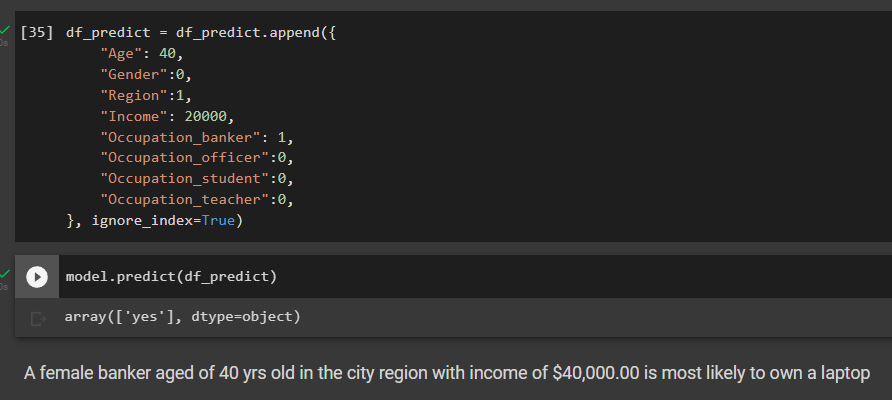 [35] df_predict = df_predict.append({
"Age": 40,
"Gender":0,
"Region":1,
"Income": 20000,
"Occupation_banker": 1,
"Occupation_officer":0,
"Occupation_student":0,
"Occupation_teacher":0,
}, ignore_index=True)
0s
model.predict(df_predict)
0s
array(['yes'], dtype=object)
A female banker aged of 40 yrs old in the city region with income of $40,000.00 is most likely to own a laptop